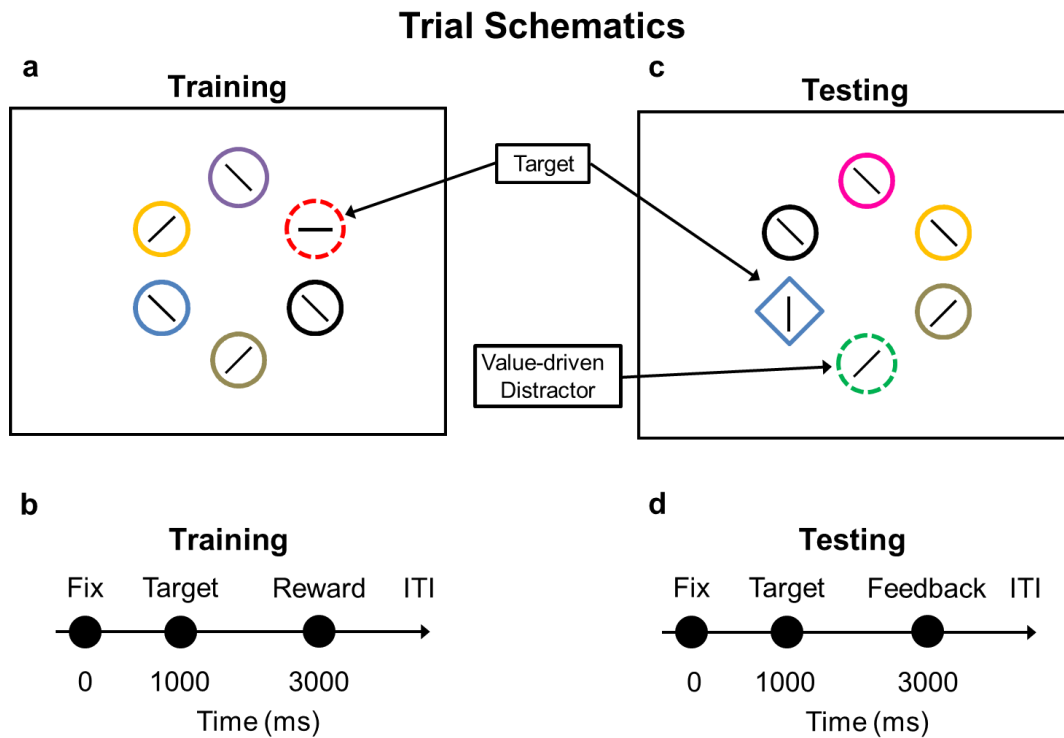 Trial Schematics
a
Training
Target
Value-driven
Distractor
c
Testing
b
Training
Fix Target Reward ITI
0 1000 3000
Time (ms)
d
Testing
Fix Target Feedback ITI
0 1000 3000
Time (ms)